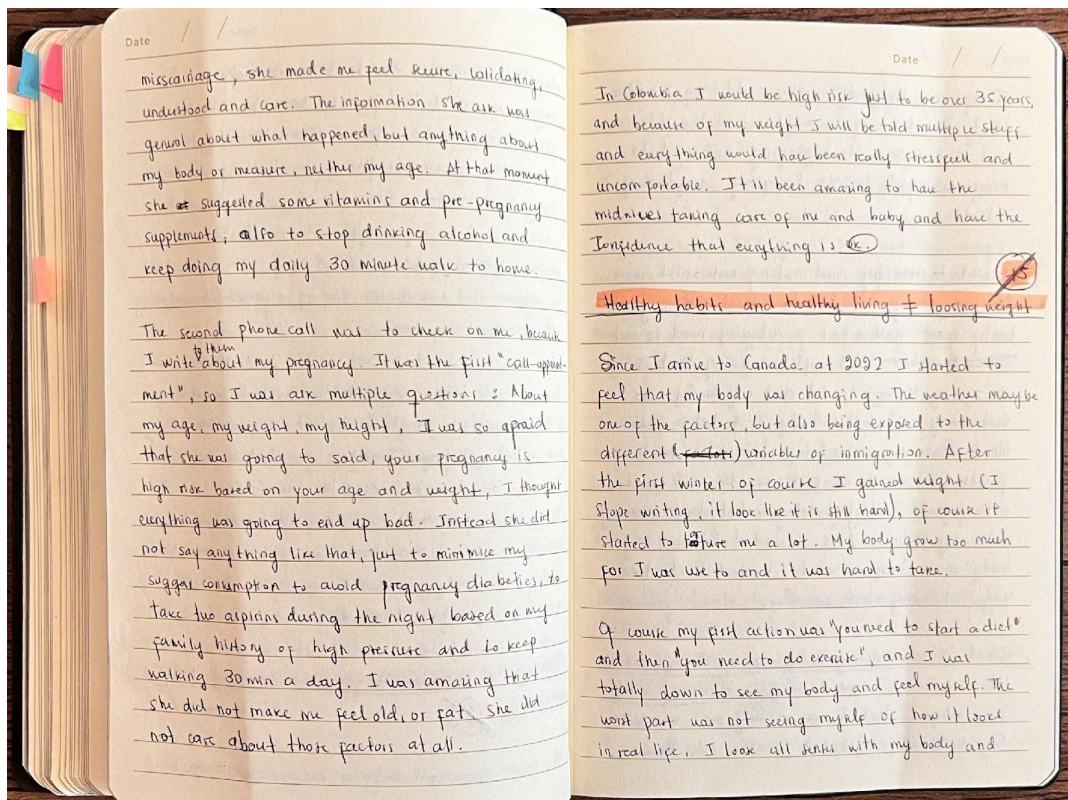 Date / /
misscarriage, she made me feel secure, validating,
understood and care. The information she ask was
general about what happened, but anything about
my body or measure, neither my age. At that moment
she suggested some vitamins and pre-pregnancy
supplements, also to stop drinking alcohol and
keep doing my daily 30 minute walk to home.
The second phone call was to check on me, because
I write to them about my pregnancy. It was the first "call-appoint-
ment", so I was ask multiple questions: About
my age, my weight, my height, I was so afraid
that she was going to said, your pregnancy is
high risk based on your age and weight, I thought
everything was going to end up bad. Instead she did
not say anything like that, just to minimice my
suggar consumption to avoid pregnancy diabeties, to
take two aspirins during the night based on my
family history of high pressure and to keep
walking 30 min a day. I was amazing that
she did not make me feel old, or fat, she did
not care about those factors at all.
Date / /
In Colombia I would be high risk just to be over 35 years,
and because of my weight I will be told multiple stuff
and everything would have been really stressfull and
uncomfortable. It is been amazing to have the
midwives taking care of me and baby and have the
confidence that everything is ok.
Healthy habits and healthy living ≠ loosing weight
Since I arrive to Canada at 2022 I started to
feel that my body was changing. The weather maybe
one of the factors, but also being exposed to the
different (factors) variables of inmigration. After
the first winter of course I gained weight (I
stope writing, it look like it is still hard), of course it
started to torture me a lot. My body grow too much
for I was use to and it was hard to take.
Of course my first action was "you need to start a diet"
and then "you need to do exercise", and I was
totally down to see my body and feel myself. The
worst part was not seeing myself of how it looks
in real life. I loose all senses with my body and